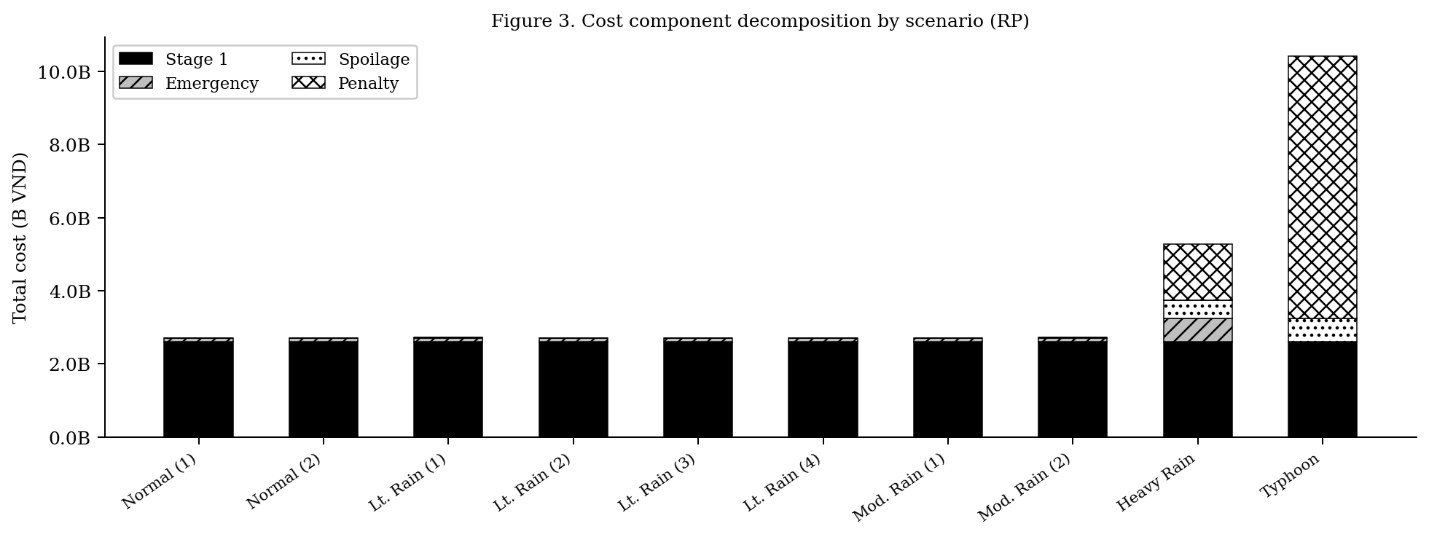 Figure 3. Cost component decomposition by scenario (RP)
Stage 1
Emergency
Spoilage
Penalty
Total cost (B VND)
10.0B
8.0B
6.0B
4.0B
2.0B
0.0B
Normal (1)
Normal (2)
Lt. Rain (1)
Lt. Rain (2)
Lt. Rain (3)
Lt. Rain (4)
Mod. Rain (1)
Mod. Rain (2)
Heavy Rain
Typhoon